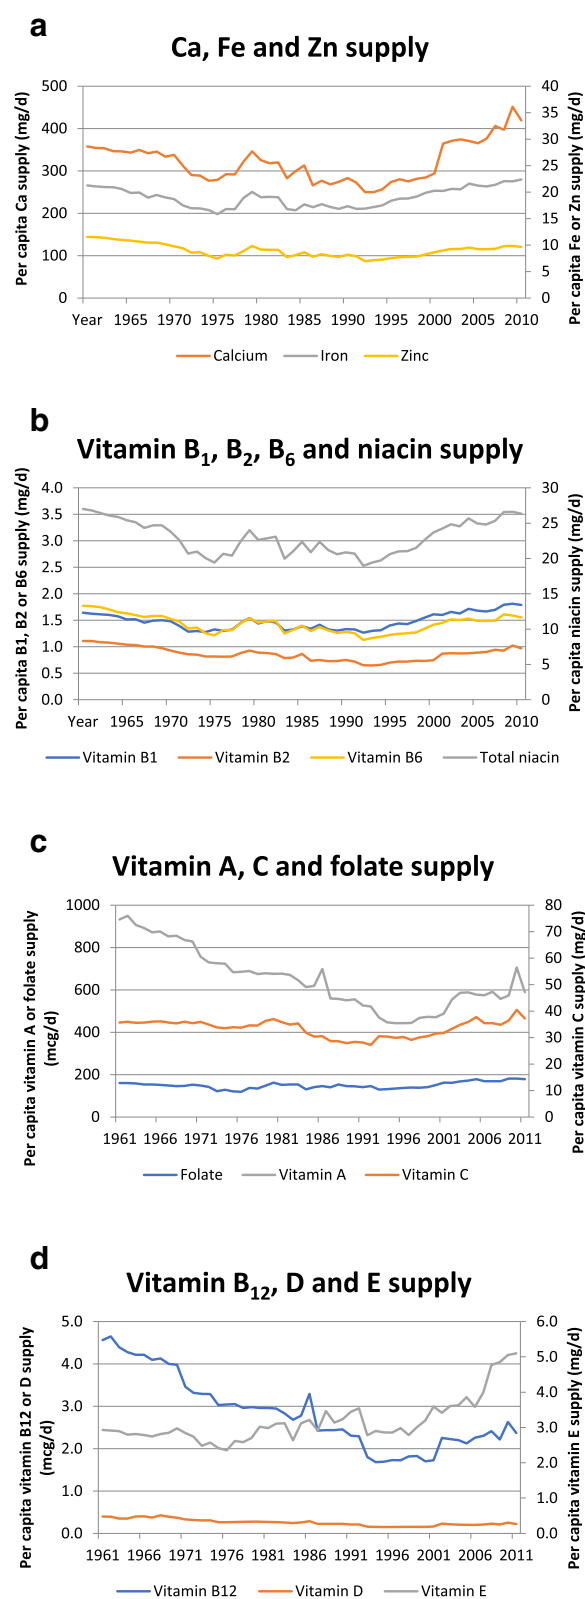 a
Ca, Fe and Zn supply
Per capita Ca supply (mg/d)
500
400
300
200
100
0
40
35
30
25
20
15
10
5
0
Per capita Fe or Zn supply (mg/d)
Year 1965 1970 1975 1980 1985 1990 1995 2000 2005 2010
Calcium Iron Zinc
b
Vitamin B1, B2, B6 and niacin supply
Per capita B1, B2 or B6 supply (mg/d)
4.0
3.5
3.0
2.5
2.0
1.5
1.0
0.5
0.0
30
25
20
15
10
5
0
Per capita niacin supply (mg/d)
Year 1965 1970 1975 1980 1985 1990 1995 2000 2005 2010
Vitamin B1 Vitamin B2 Vitamin B6 Total niacin
c
Vitamin A, C and folate supply
Per capita vitamin A or folate supply
(mcg/d)
1000
800
600
400
200
0
80
70
60
50
40
30
20
10
0
Per capita vitamin C supply (mg/d)
1961 1966 1971 1976 1981 1986 1991 1996 2001 2006 2011
Folate Vitamin A Vitamin C
d
Vitamin B12, D and E supply
Per capita vitamin B12 or D supply
(mcg/d)
5.0
4.0
3.0
2.0
1.0
0.0
6.0
5.0
4.0
3.0
2.0
1.0
0.0
Per capita vitamin E supply (mg/d)
1961 1966 1971 1976 1981 1986 1991 1996 2001 2006 2011
Vitamin B12 Vitamin D Vitamin E